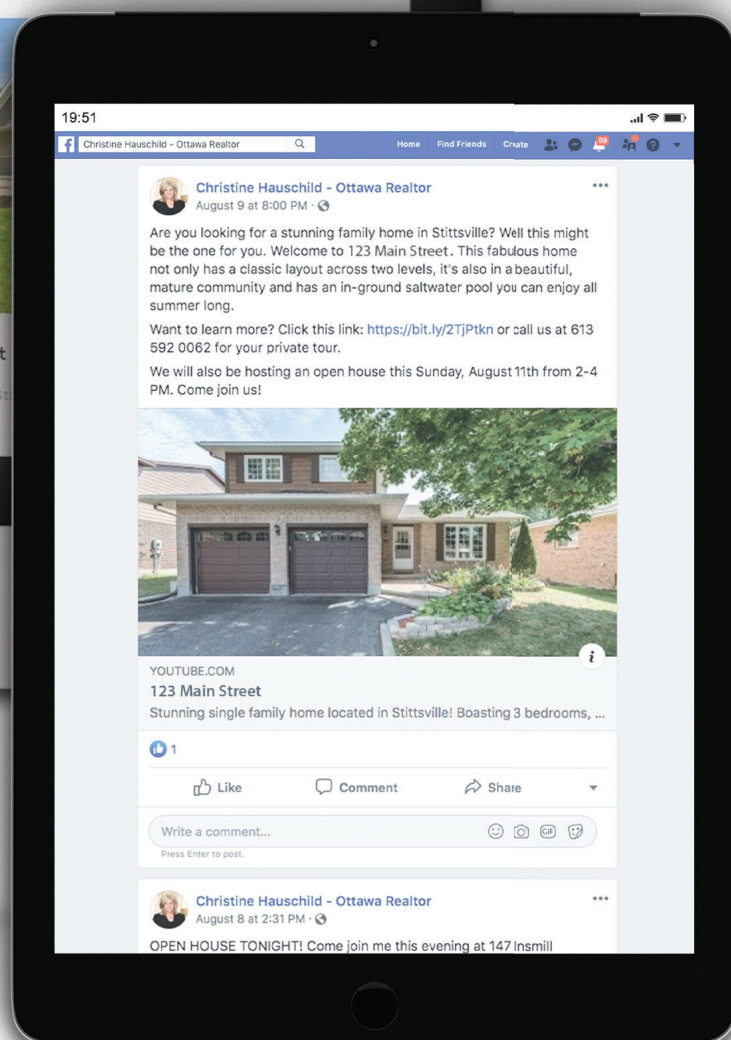 19:51
Christine Hauschild - Ottawa Realtor
Home Find Friends Create 59
Christine Hauschild - Ottawa Realtor
August 9 at 8:00 PM
Are you looking for a stunning family home in Stittsville? Well this might
be the one for you. Welcome to 123 Main Street. This fabulous home
not only has a classic layout across two levels, it's also in a beautiful,
mature community and has an in-ground saltwater pool you can enjoy all
summer long.
Want to learn more? Click this link: https://bit.ly/2TjPtkn or call us at 613
592 0062 for your private tour.
We will also be hosting an open house this Sunday, August 11th from 2-4
PM. Come join us!
YOUTUBE.COM
123 Main Street
Stunning single family home located in Stittsville! Boasting 3 bedrooms, ...
1
Like Comment Share
Write a comment... GIF
Press Enter to post.
Christine Hauschild - Ottawa Realtor
August 8 at 2:31 PM
OPEN HOUSE TONIGHT! Come join me this evening at 147 Insmill